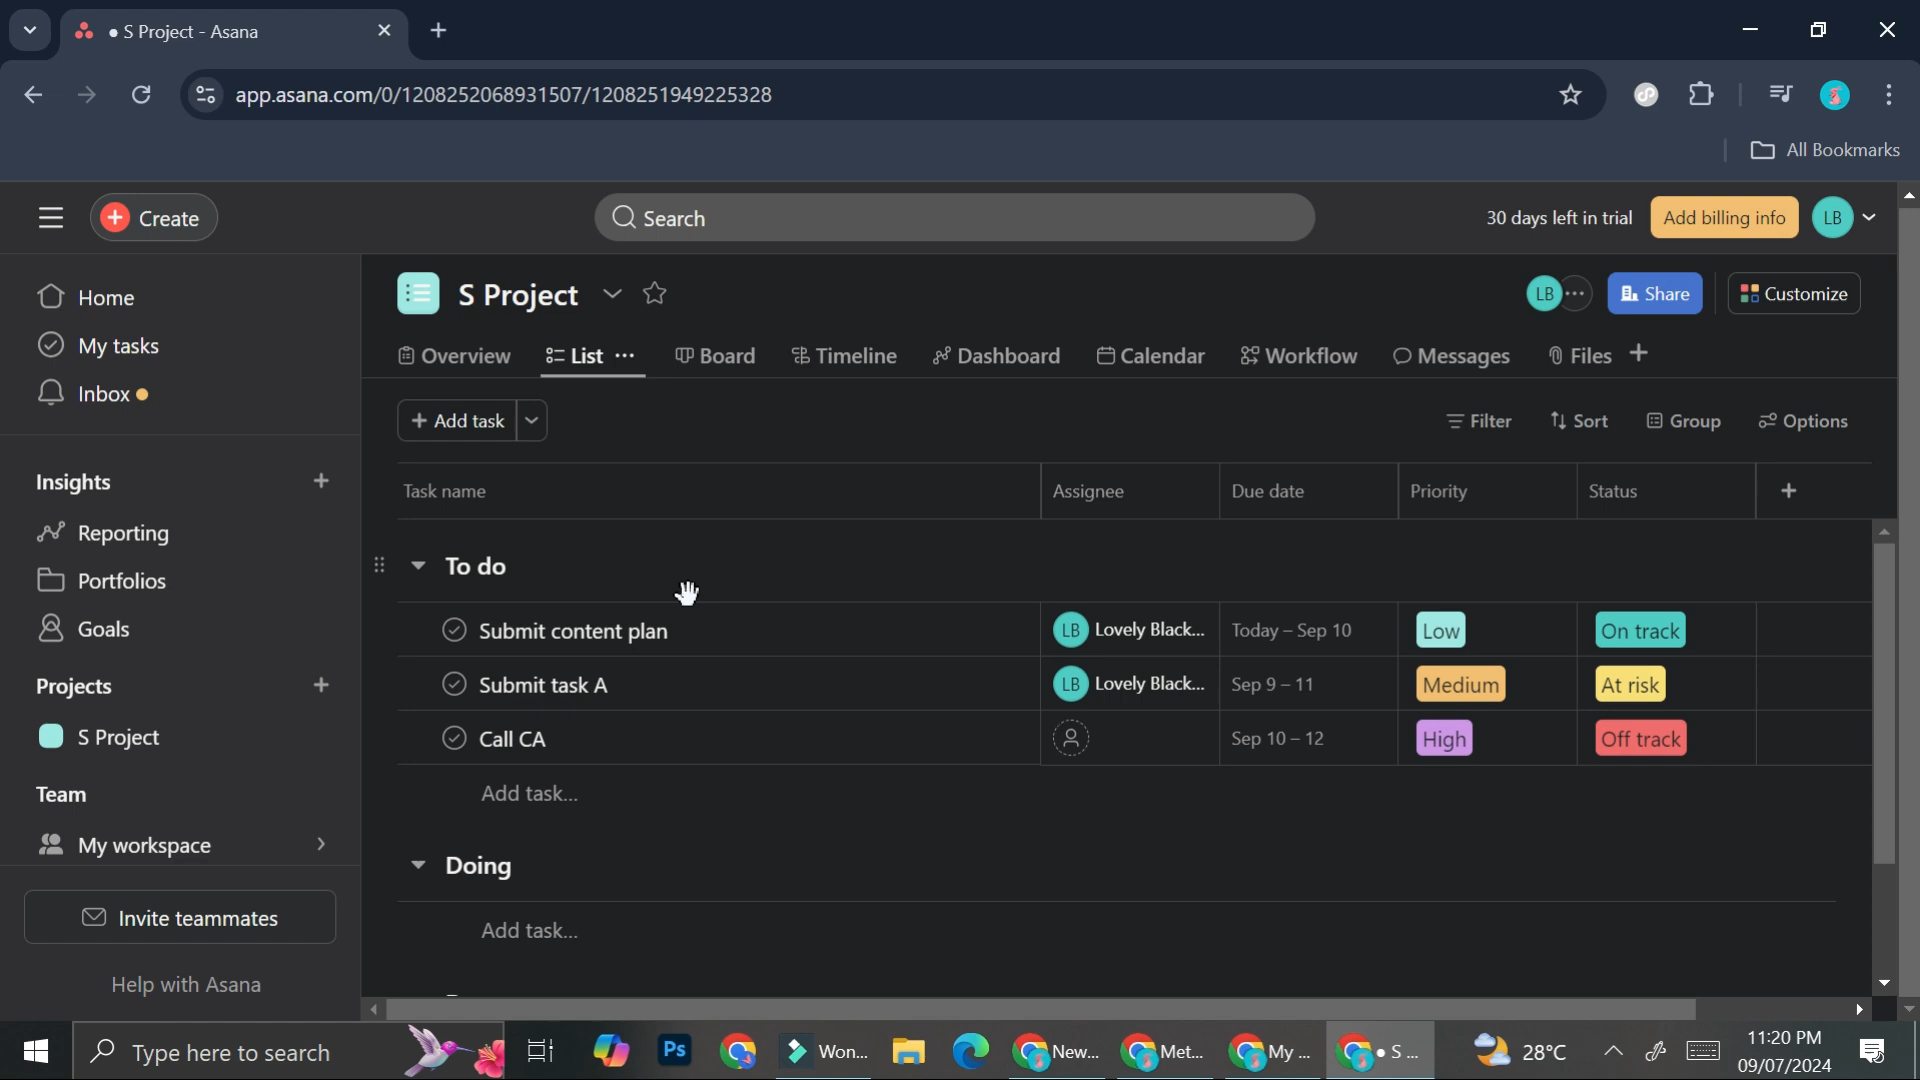 ● S Project - Asana
app.asana.com/0/1208252068931507/1208251949225328
All Bookmarks
Create
Search
30 days left in trial
Add billing info
LB
Home
My tasks
Inbox
Insights
Reporting
Portfolios
Goals
Projects
S Project
Team
My workspace
Invite teammates
Help with Asana
S Project
LB
Share
Customize
Overview
List
Board
Timeline
Dashboard
Calendar
Workflow
Messages
Files
+ Add task
Filter
Sort
Group
Options
Task name Assignee Due date Priority Status
To do
Submit content plan LB Lovely Black... Today – Sep 10 Low On track
Submit task A LB Lovely Black... Sep 9 – 11 Medium At risk
Call CA Sep 10 – 12 High Off track
Add task...
Doing
Add task...
Type here to search
Ps
Won...
New...
Met...
My ...
● S ...
28°C
11:20 PM
09/07/2024